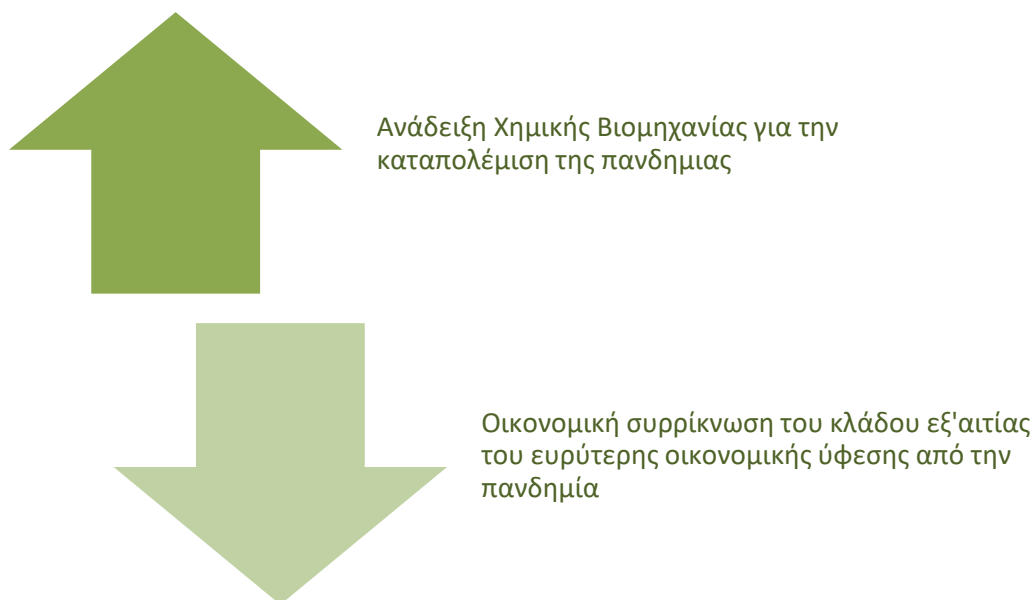 Ανάδειξη Χημικής Βιομηχανίας για την
καταπολέμιση της πανδημιας
Οικονομική συρρίκνωση του κλάδου εξ'αιτίας
του ευρύτερης οικονομικής ύφεσης από την
πανδημία